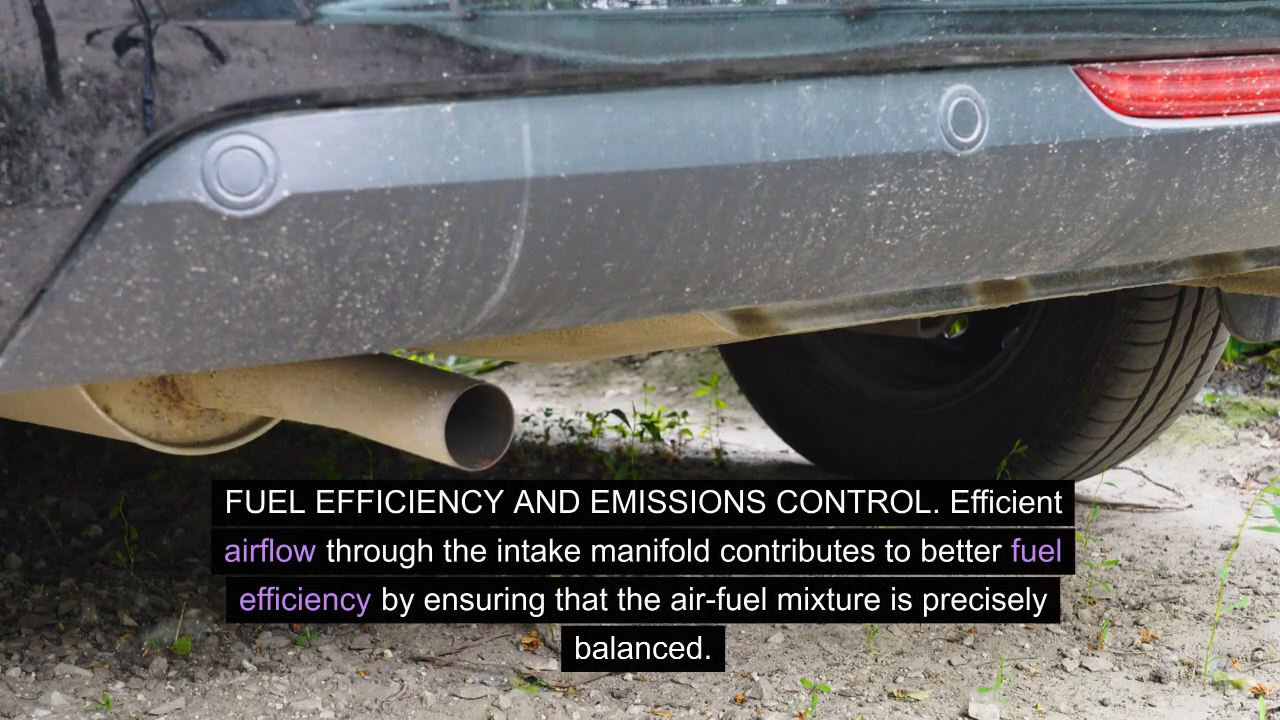 FUEL EFFICIENCY AND EMISSIONS CONTROL. Efficient
airflow through the intake manifold contributes to better fuel
efficiency by ensuring that the air-fuel mixture is precisely
balanced.